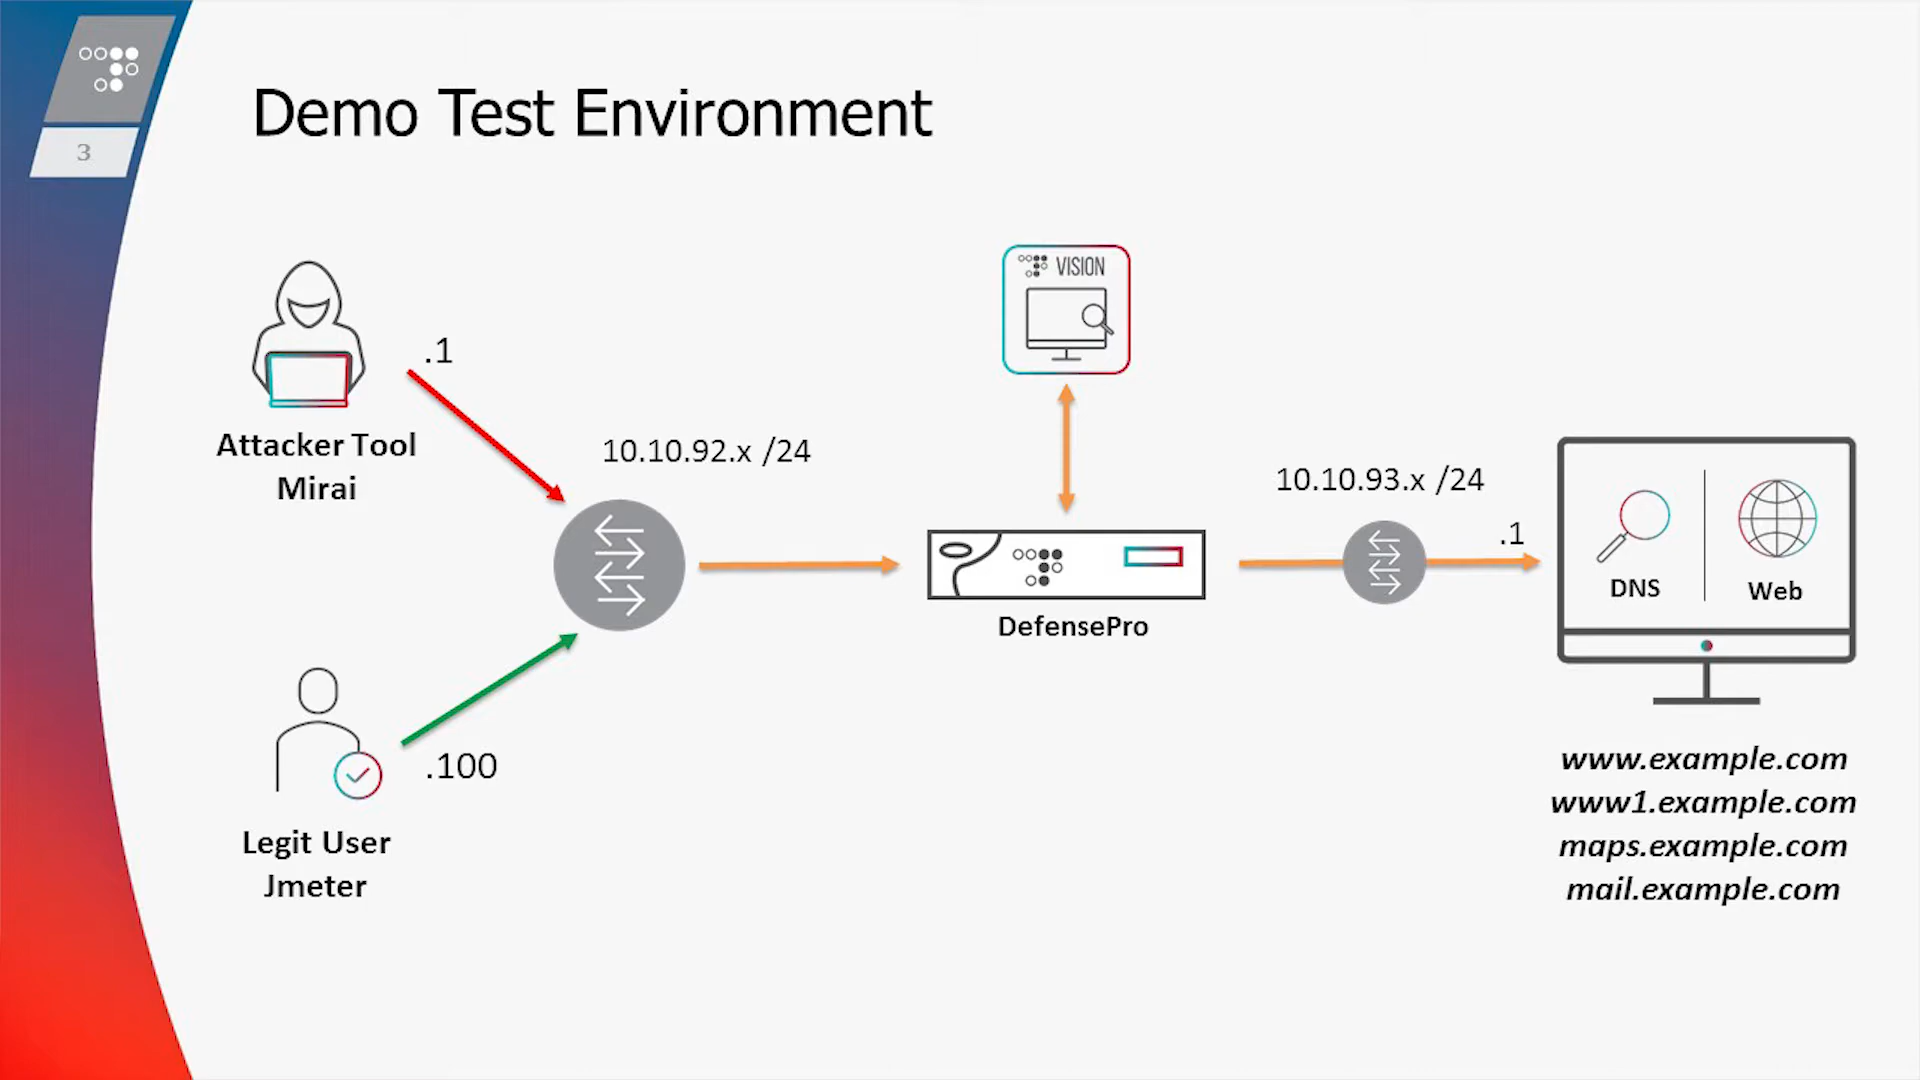 3
Demo Test Environment
VISION
.1
Attacker Tool
Mirai
10.10.92.x /24
10.10.93.x /24
.1
DNS
Web
DefensePro
.100
Legit User
Jmeter
www.example.com
www1.example.com
maps.example.com
mail.example.com